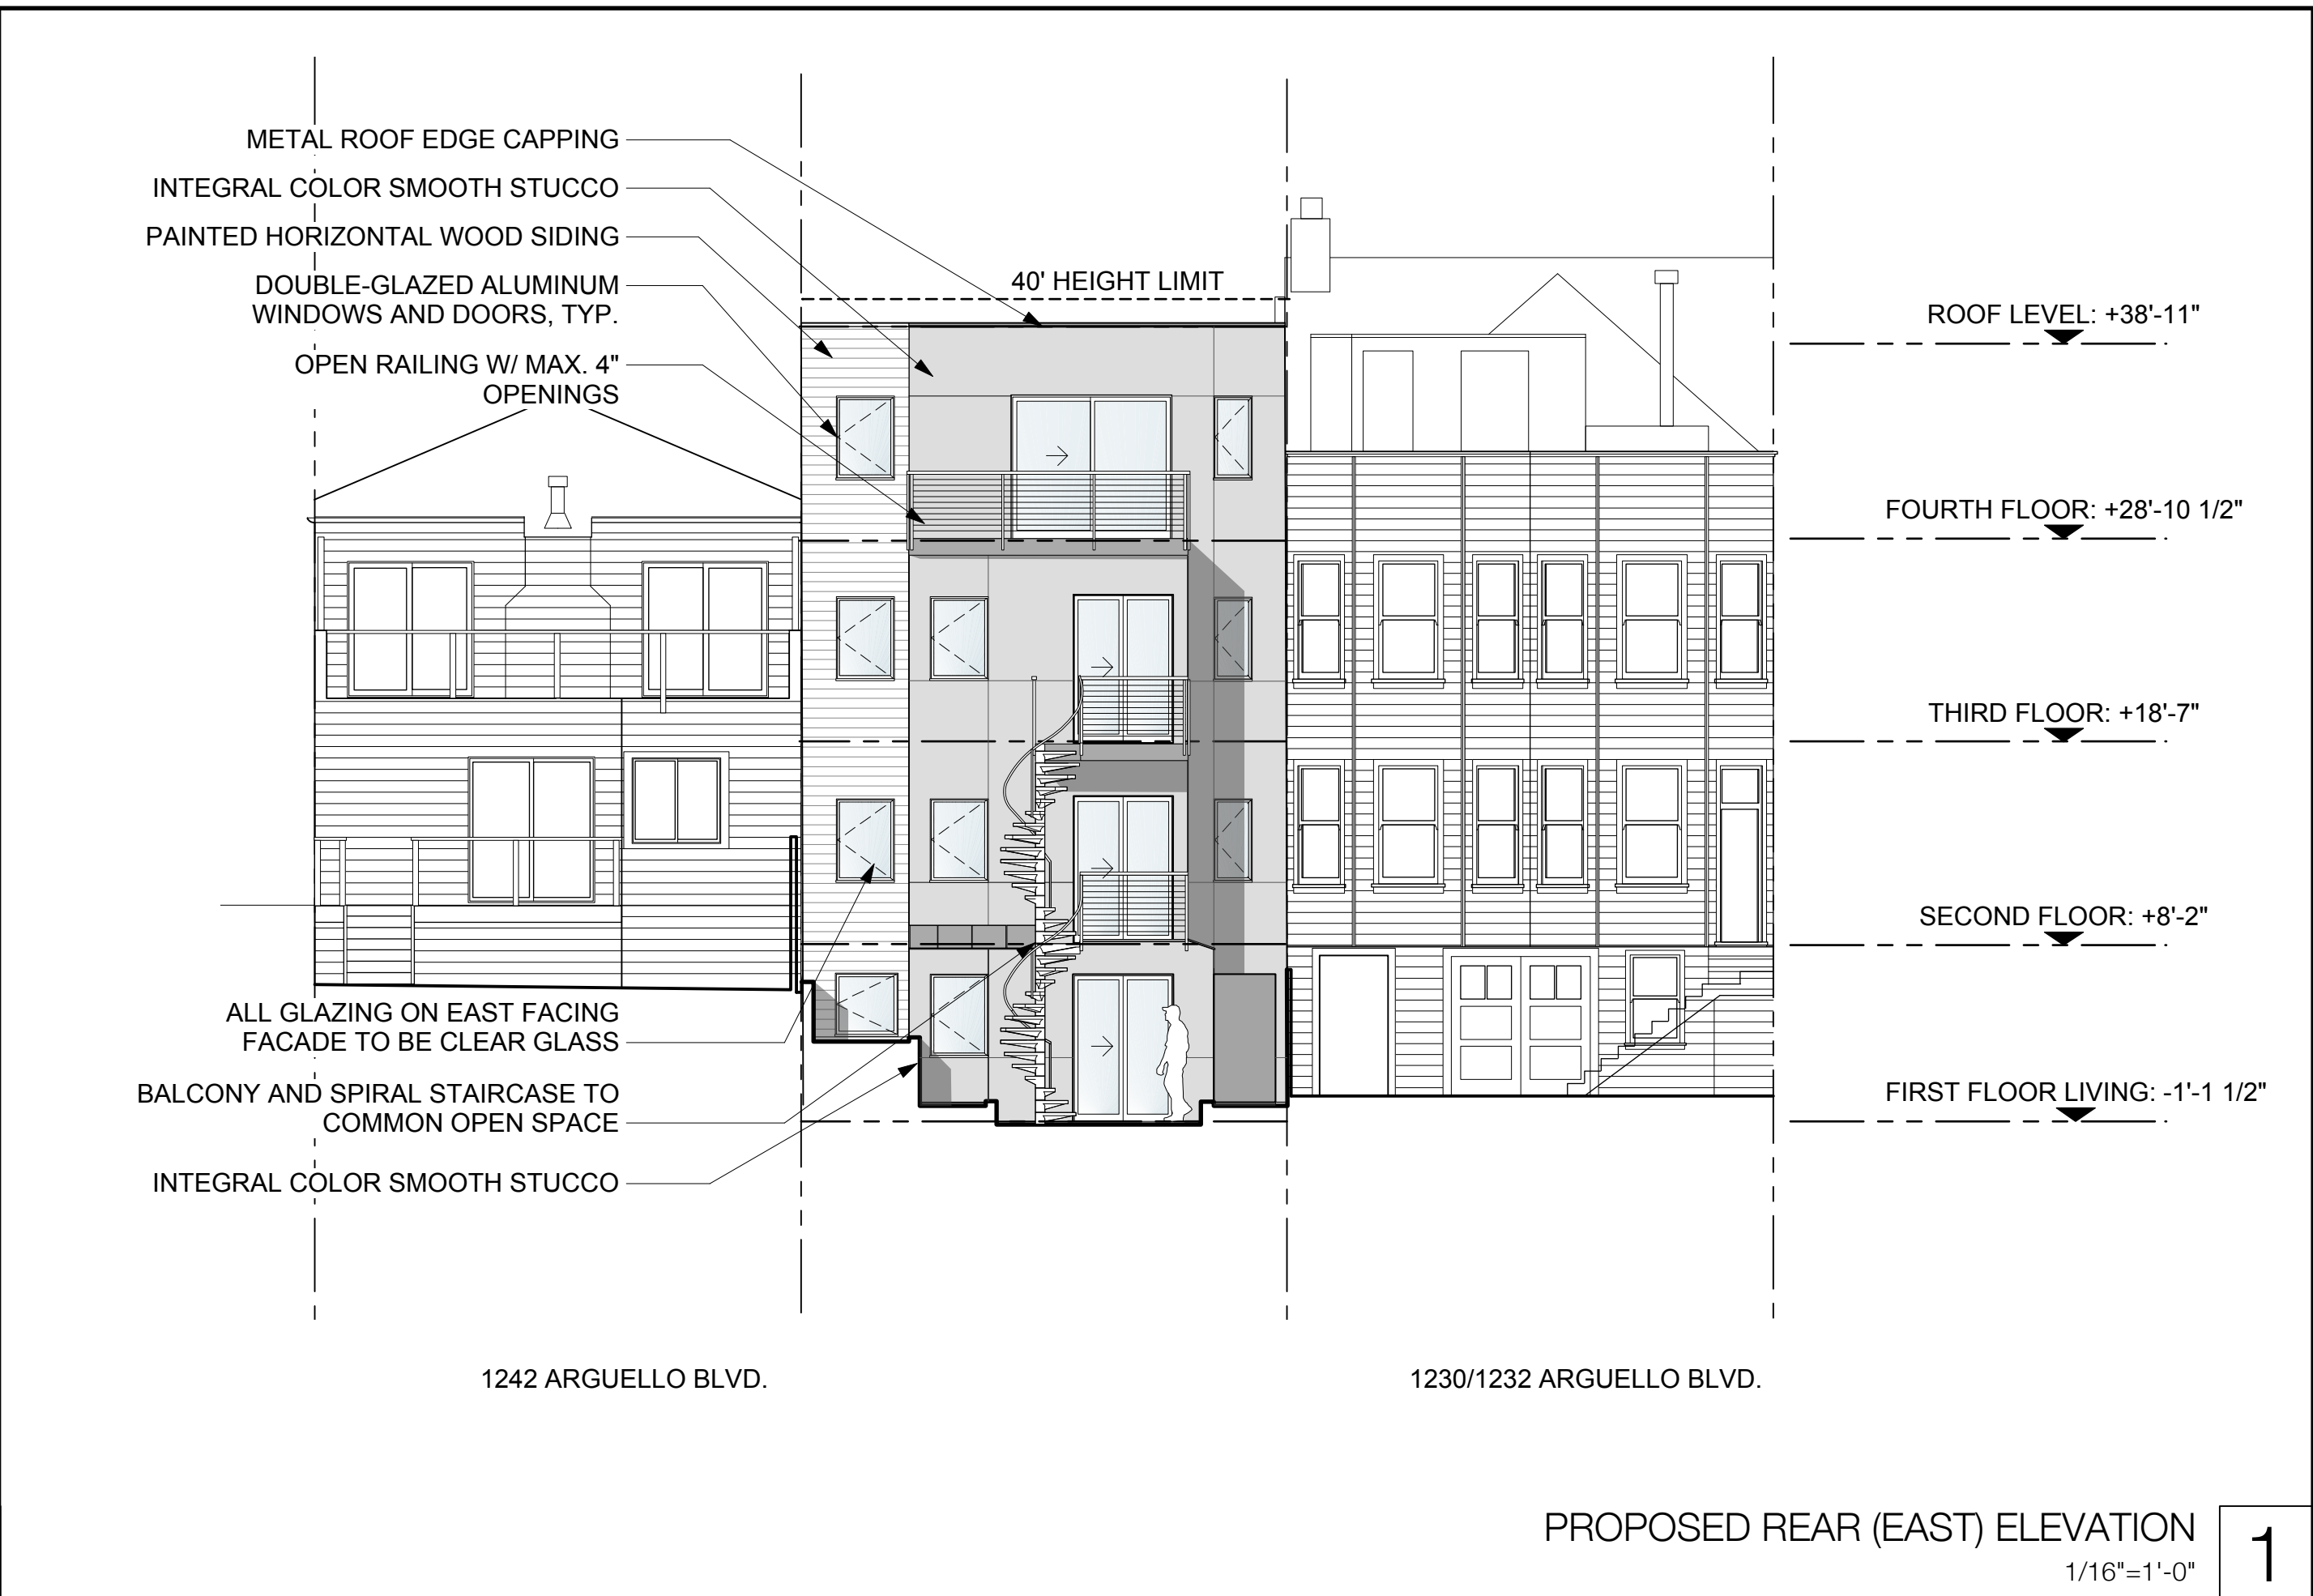 METAL ROOF EDGE CAPPING
INTEGRAL COLOR SMOOTH STUCCO
PAINTED HORIZONTAL WOOD SIDING
DOUBLE-GLAZED ALUMINUM
WINDOWS AND DOORS, TYP.
OPEN RAILING W/ MAX. 4"
OPENINGS
40' HEIGHT LIMIT
ROOF LEVEL: +38'-11"
FOURTH FLOOR: +28'-10 1/2"
THIRD FLOOR: +18'-7"
SECOND FLOOR: +8'-2"
FIRST FLOOR LIVING: -1'-1 1/2"
ALL GLAZING ON EAST FACING
FACADE TO BE CLEAR GLASS
BALCONY AND SPIRAL STAIRCASE TO
COMMON OPEN SPACE
INTEGRAL COLOR SMOOTH STUCCO
1242 ARGUELLO BLVD.
1230/1232 ARGUELLO BLVD.
PROPOSED REAR (EAST) ELEVATION
1/16"=1'-0"
1